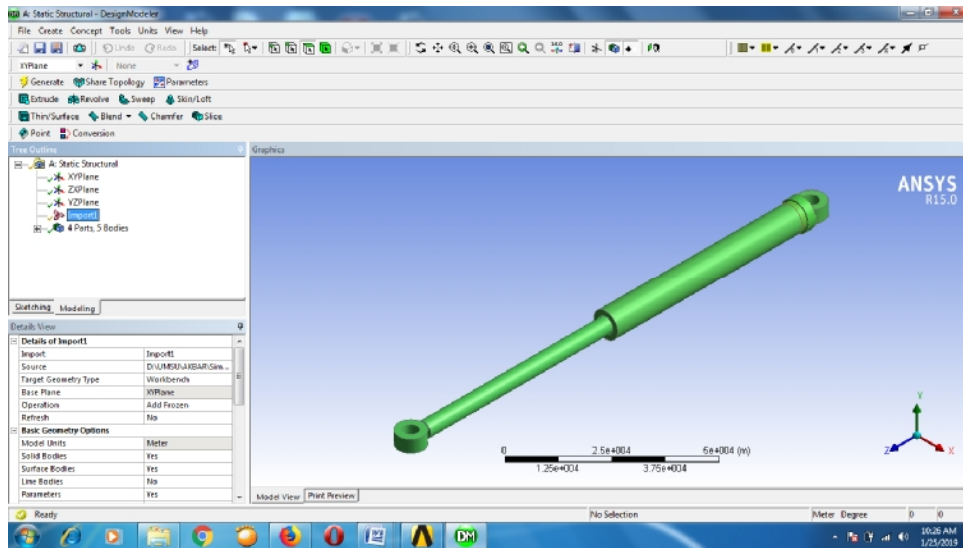 A: Static Structural - DesignModeler
File Create Concept Tools Units View Help
Undo Redo Select:
XYPlane None
Generate Share Topology Parameters
Extrude Revolve Sweep Skin/Loft
Thin/Surface Blend Chamfer Slice
Point Conversion
Tree Outline
Graphics
A: Static Structural
XYPlane
ZXPlane
YZPlane
Import1
4 Parts, 5 Bodies
ANSYS
R15.0
Sketching Modeling
Details View
Details of Import1
Import Import1
Source D:\UMSU\AKBAR\Sim...
Target Geometry Type Workbench
Base Plane XYPlane
Operation Add Frozen
Refresh No
Basic Geometry Options
Model Units Meter
Solid Bodies Yes
Surface Bodies Yes
Line Bodies No
Parameters Yes
0 2.5e+004 5e+004 (m)
1.25e+004 3.75e+004
Y
Z X
Model View Print Preview
Ready No Selection Meter Degree 0 0
DM
10:26 AM
1/25/2019